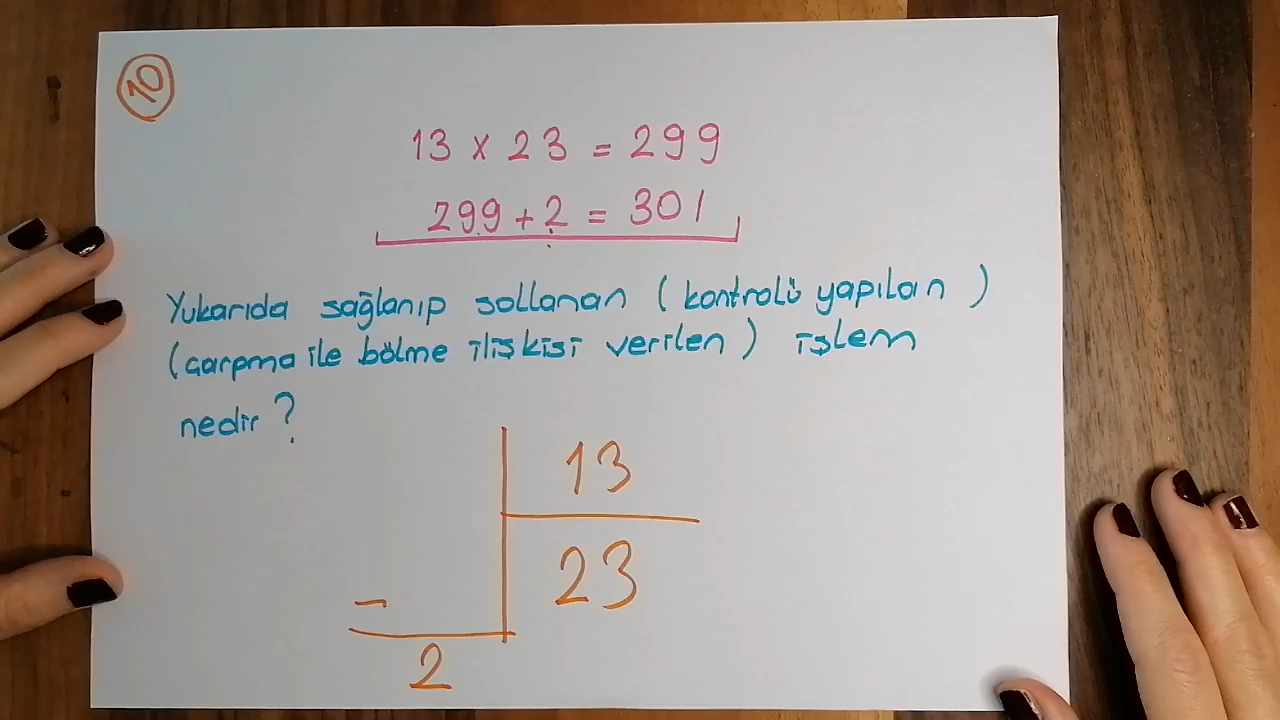 10
13 x 23 = 299
299 + 2 = 301
Yukarıda sağlanıp sollanan ( kontrolü yapılan )
(çarpma ile bölme ilişkisi verilen ) işlem
nedir ?
13
23
-
2